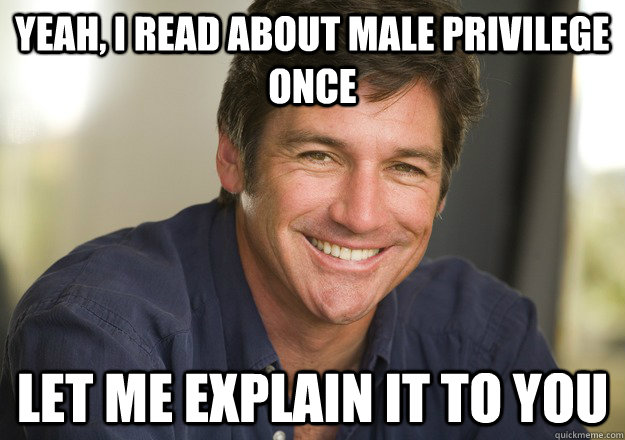 YEAH, I READ ABOUT MALE PRIVILEGE
ONCE
LET ME EXPLAIN IT TO YOU
quickmeme.com